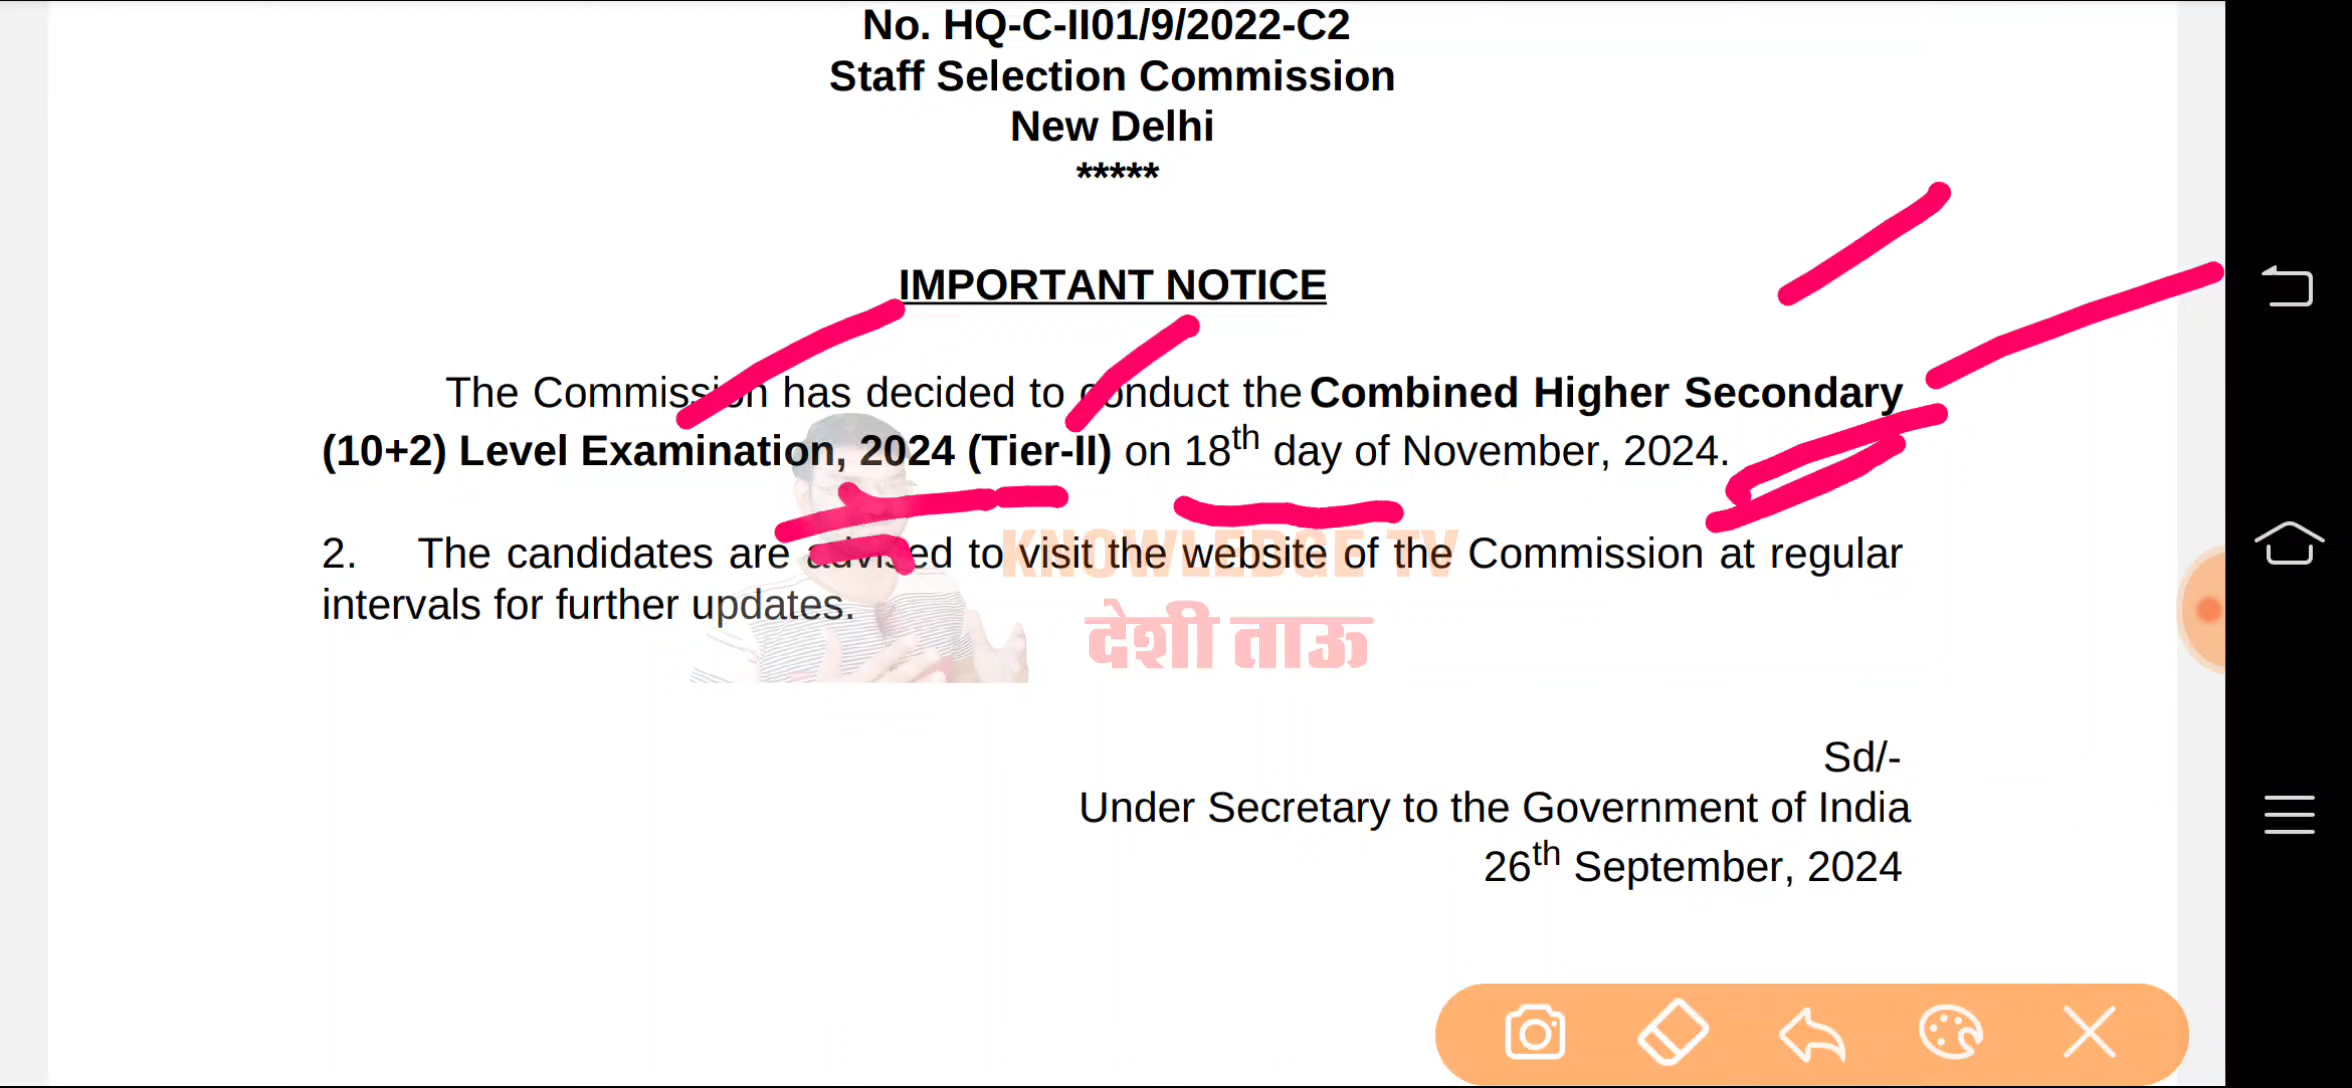 No. HQ-C-II01/9/2022-C2
Staff Selection Commission
New Delhi
*****
IMPORTANT NOTICE
The Commission has decided to conduct the Combined Higher Secondary
(10+2) Level Examination, 2024 (Tier-II) on 18th day of November, 2024.
2. The candidates are advised to visit the website of the Commission at regular
intervals for further updates.
KNOWLEDGE TV
देशी ताऊ
Sd/-
Under Secretary to the Government of India
26th September, 2024